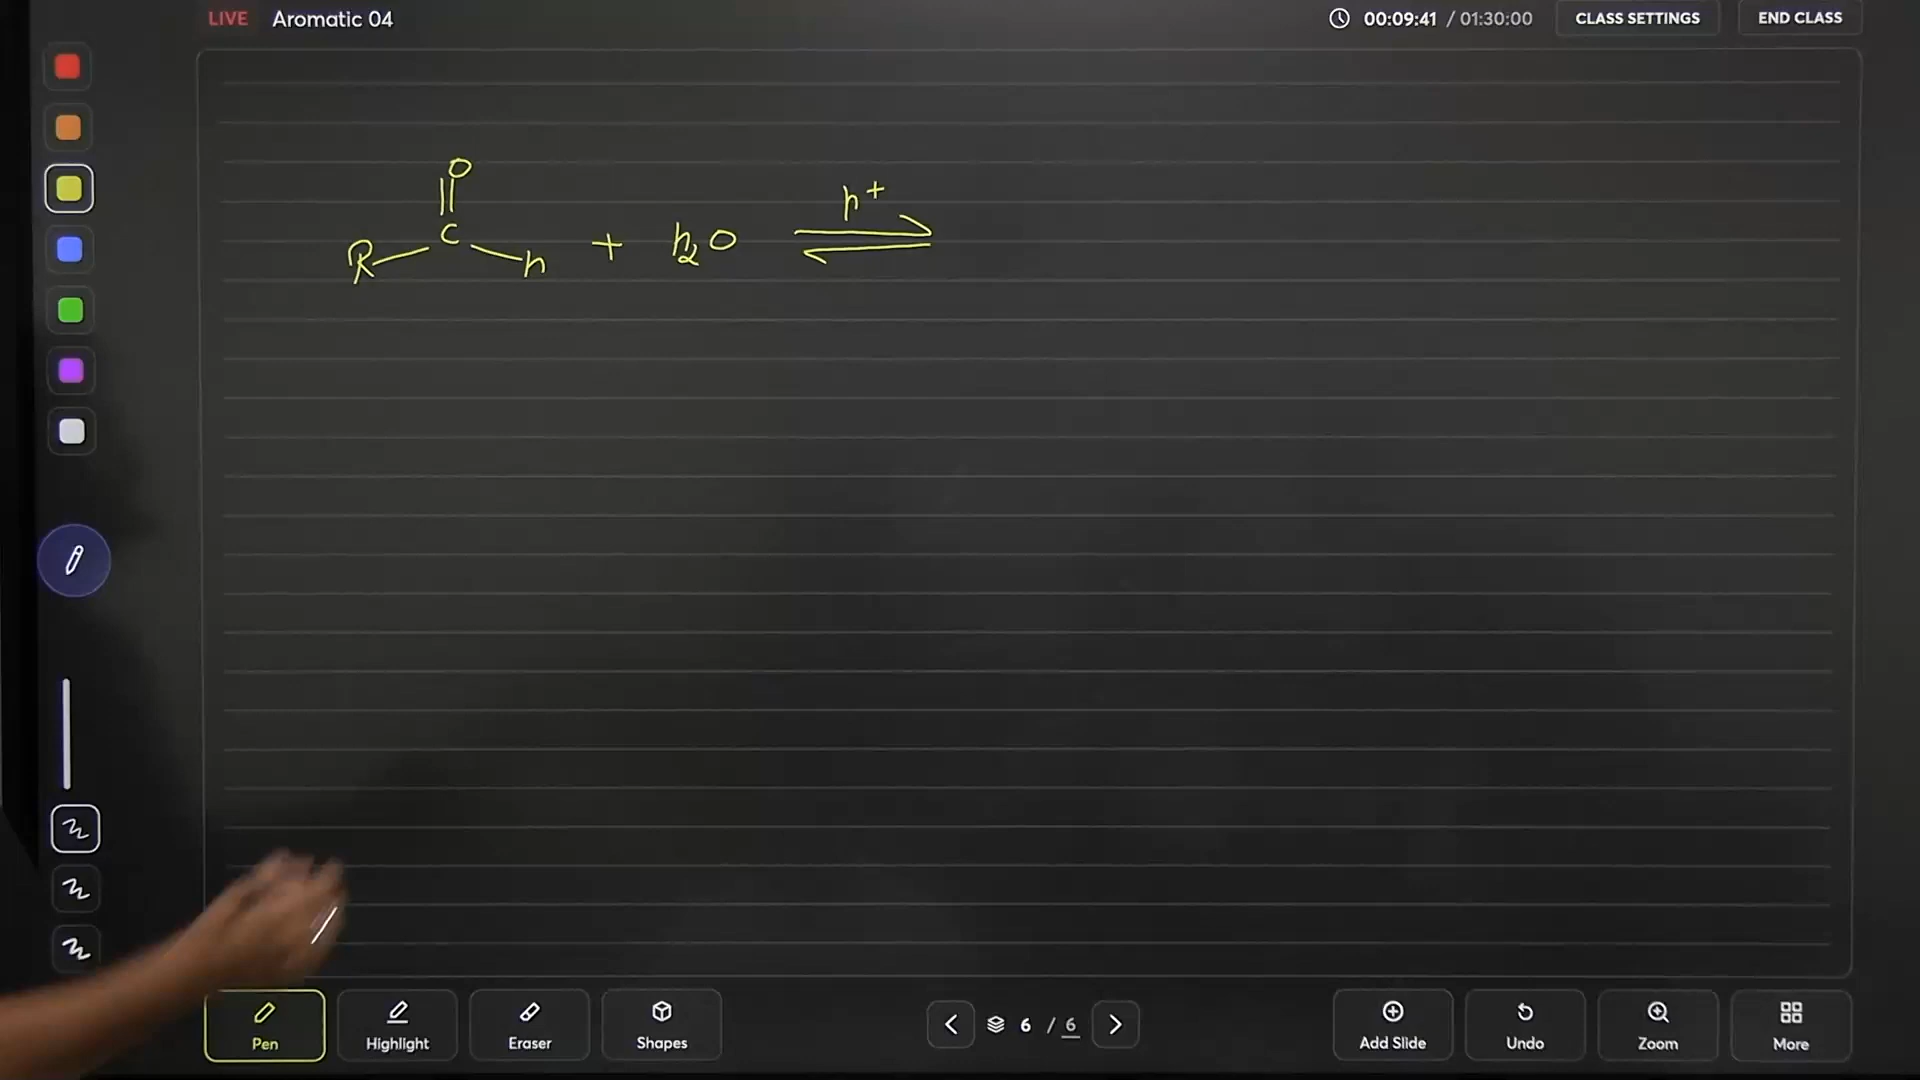 LIVE Aromatic 04 00:09:41 / 01:30:00 CLASS SETTINGS END CLASS
O
h+
R C h + h2O
Pen Highlight Eraser Shapes 6 / 6 Add Slide Undo Zoom More